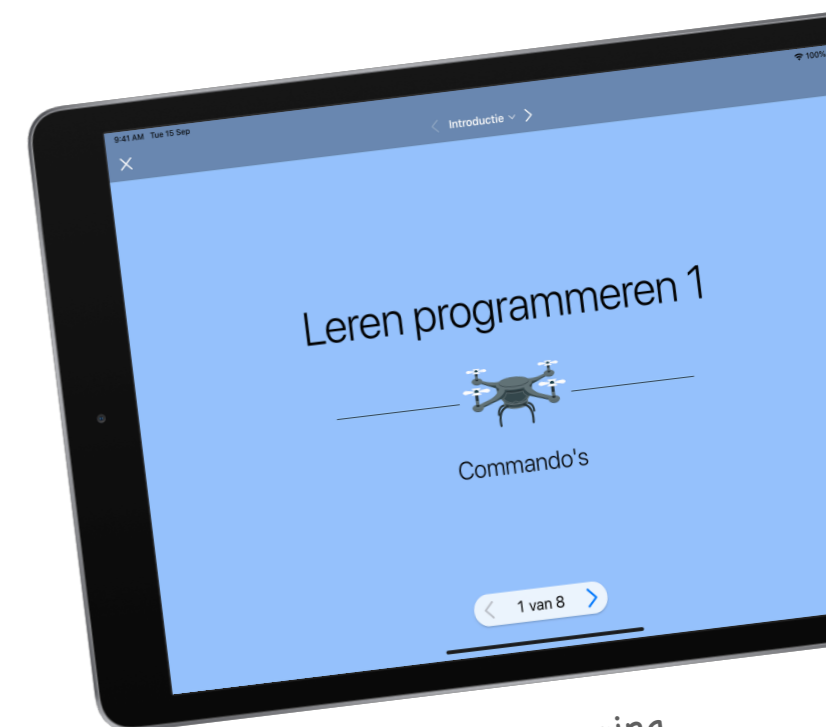 9:41 AM Tue 15 Sep
100%
Introductie
Leren programmeren 1
Commando's
1 van 8